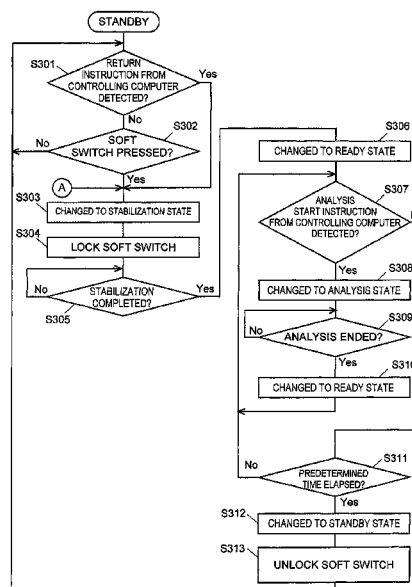 STANDBY
S301
RETURN
INSTRUCTION FROM
CONTROLLING COMPUTER
DETECTED?
Yes
No
S302
SOFT
SWITCH PRESSED?
No
Yes
A
S303
CHANGED TO STABILIZATION STATE
S304
LOCK SOFT SWITCH
No
STABILIZATION
COMPLETED?
Yes
S305
S306
CHANGED TO READY STATE
S307
ANALYSIS
START INSTRUCTION
FROM CONTROLLING COMPUTER
DETECTED?
Yes
S308
CHANGED TO ANALYSIS STATE
S309
No
ANALYSIS ENDED?
Yes
S310
CHANGED TO READY STATE
S311
No
PREDETERMINED
TIME ELAPSED?
Yes
S312
CHANGED TO STANDBY STATE
S313
UNLOCK SOFT SWITCH